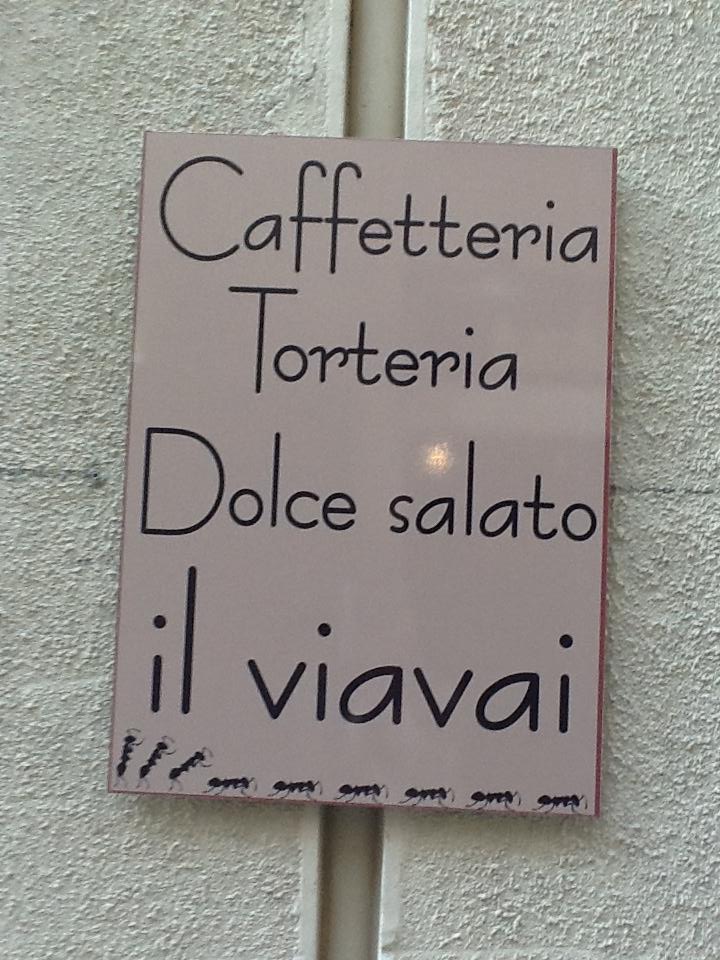 Caffetteria
Torteria
Dolce salato
il viavai